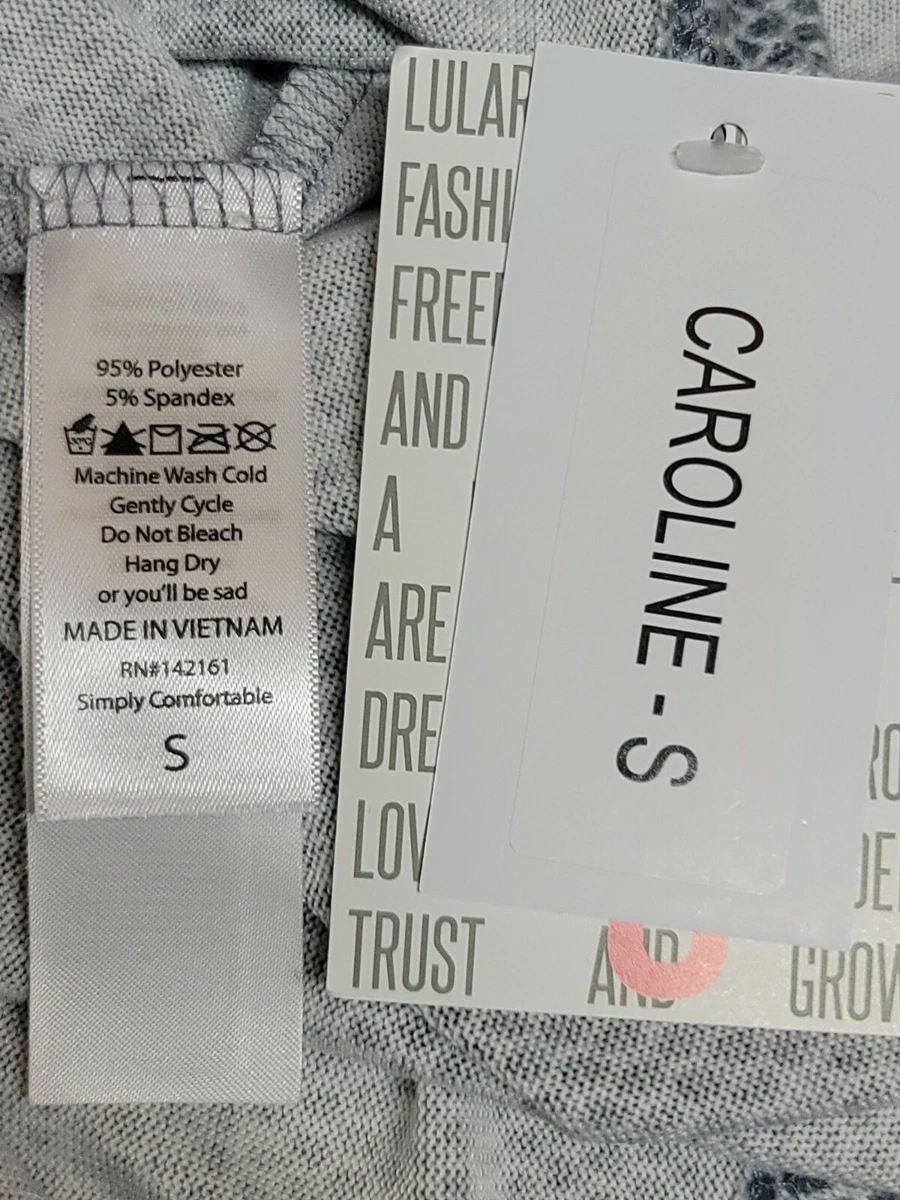 95% Polyester
5% Spandex
30°C
Machine Wash Cold
Gently Cycle
Do Not Bleach
Hang Dry
or you'll be sad
MADE IN VIETNAM
RN#142161
Simply Comfortable
S
LULAR
FASHI
FREE
AND
A
ARE
DRE
LOV
TRUST AND GROW
CAROLINE - S